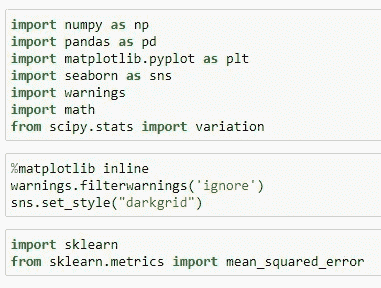 import numpy as np
import pandas as pd
import matplotlib.pyplot as plt
import seaborn as sns
import warnings
import math
from scipy.stats import variation
%matplotlib inline
warnings.filterwarnings('ignore')
sns.set_style("darkgrid")
import sklearn
from sklearn.metrics import mean_squared_error